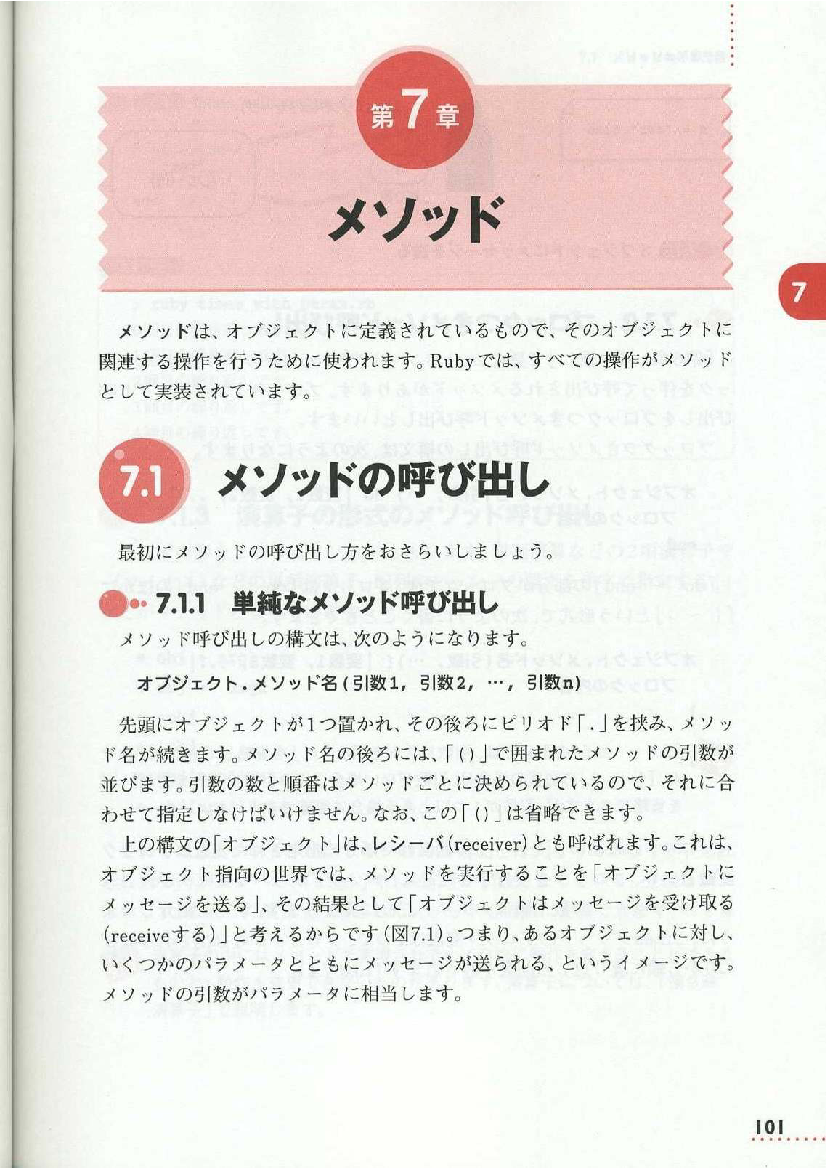 第7章
メソッド
7
メソッドは、オブジェクトに定義されているもので、そのオブジェクトに
関連する操作を行うために使われます。Rubyでは、すべての操作がメソッド
として実装されています。
7.1 メソッドの呼び出し
最初にメソッドの呼び出し方をおさらいしましょう。
7.1.1 単純なメソッド呼び出し
メソッド呼び出しの構文は、次のようになります。
オブジェクト.メソッド名(引数1, 引数2, …, 引数n)
先頭にオブジェクトが1つ置かれ、その後ろにピリオド「.」を挟み、メソッ
ド名が続きます。メソッド名の後ろには、「()」で囲まれたメソッドの引数が
並びます。引数の数と順番はメソッドごとに決められているので、それに合
わせて指定しなけばいけません。なお、この「()」は省略できます。
上の構文の「オブジェクト」は、レシーバ(receiver)とも呼ばれます。これは、
オブジェクト指向の世界では、メソッドを実行することを「オブジェクトに
メッセージを送る」、その結果として「オブジェクトはメッセージを受け取る
(receiveする)」と考えるからです(図7.1)。つまり、あるオブジェクトに対し、
いくつかのパラメータとともにメッセージが送られる、というイメージです。
メソッドの引数がパラメータに相当します。
101